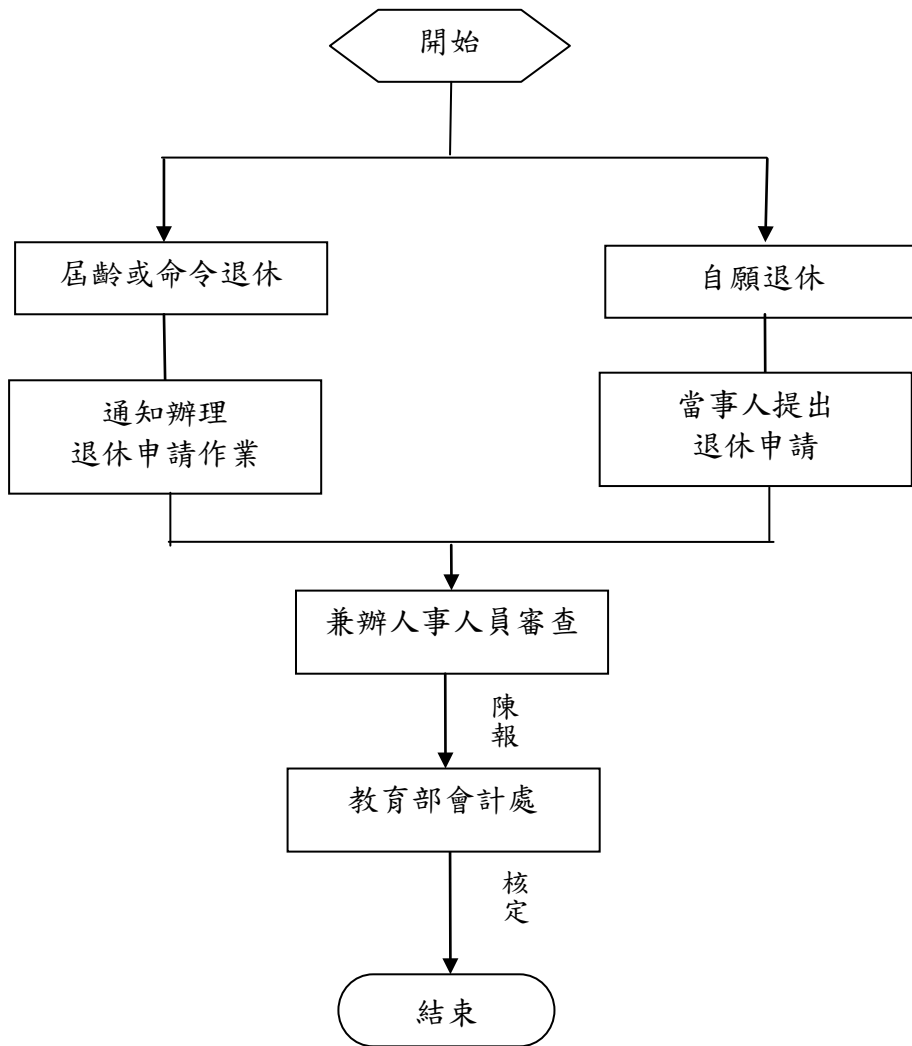 開始
屆齡或命令退休
自願退休
通知辦理
退休申請作業
當事人提出
退休申請
兼辦人事人員審查
陳報
教育部會計處
核定
結束